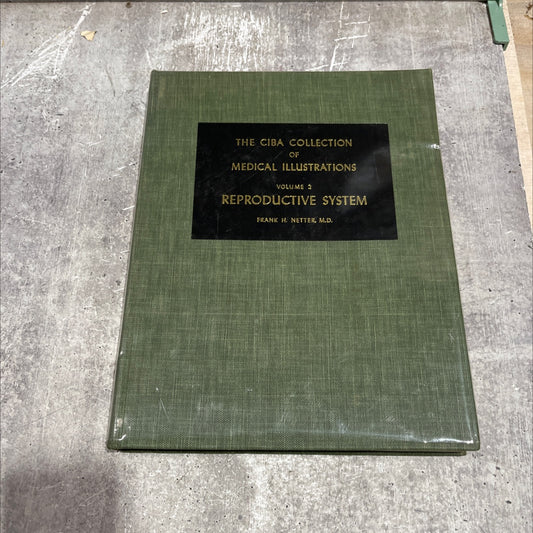 THE CIBA COLLECTION
OF
MEDICAL ILLUSTRATIONS
VOLUME 2
REPRODUCTIVE SYSTEM
FRANK H. NETTER, M.D.